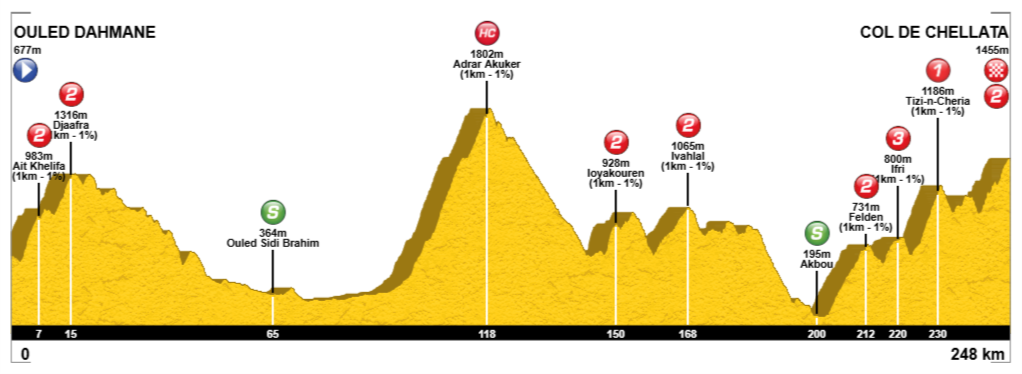 OULED DAHMANE
677m
2
983m
Ait Khelifa
(1km - 1%)
2
1316m
Djaafra
1km - 1%)
S
364m
Ouled Sidi Brahim
HC
1802m
Adrar Akuker
(1km - 1%)
2
928m
Ioyakouren
(1km - 1%)
2
1065m
Ivahlal
(1km - 1%)
S
195m
Akbou
2
731m
Felden
(1km - 1%)
3
800m
Ifri
1km - 1%)
1
1186m
Tizi-n-Cheria
(1km - 1%)
COL DE CHELLATA
1455m
2
7 15 65 118 150 168 200 212 220 230
0 248 km